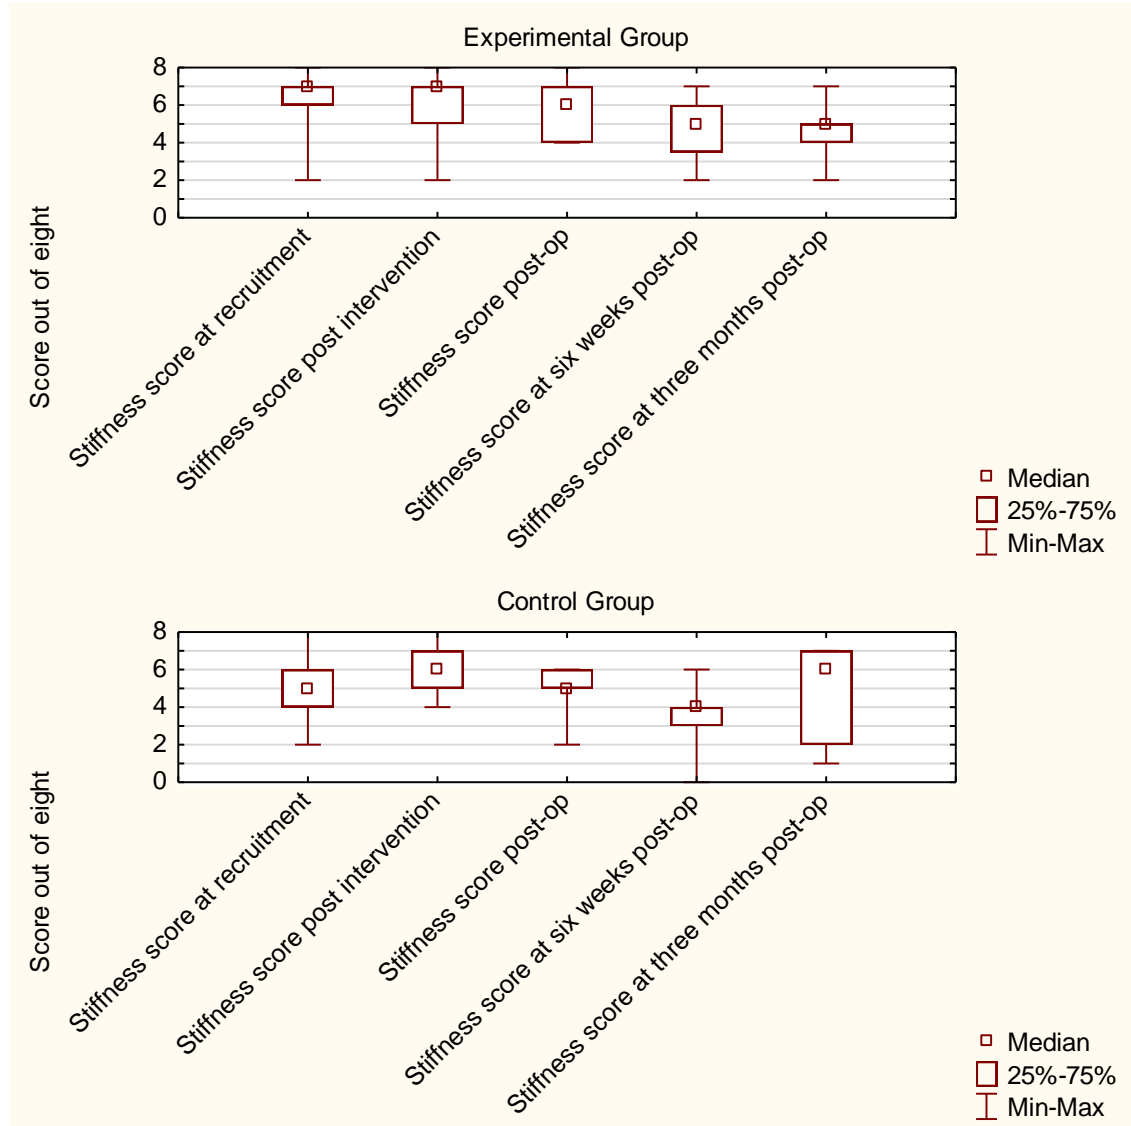 Experimental Group
8
6
4
2
0
Score out of eight
Stiffness score at recruitment
Stiffness score post intervention
Stiffness score post-op
Stiffness score at six weeks post-op
Stiffness score at three months post-op
Median
25%-75%
Min-Max
Control Group
8
6
4
2
0
Score out of eight
Stiffness score at recruitment
Stiffness score post intervention
Stiffness score post-op
Stiffness score at six weeks post-op
Stiffness score at three months post-op
Median
25%-75%
Min-Max